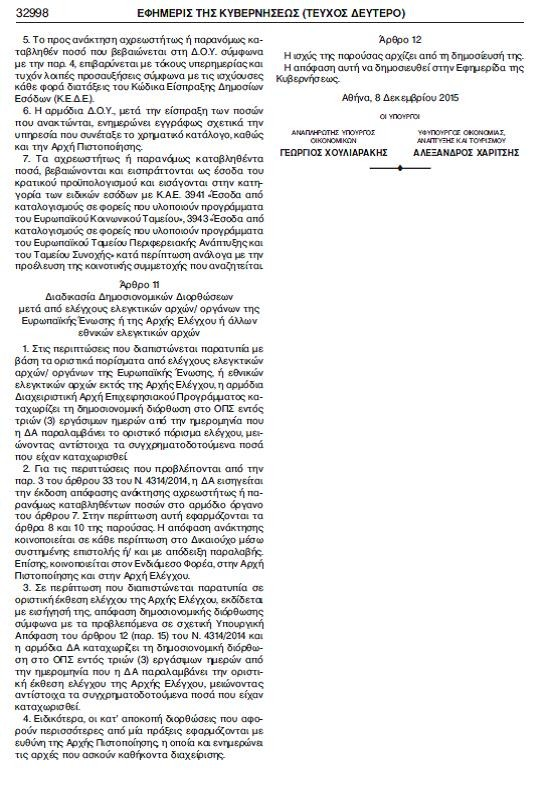 32998
ΕΦΗΜΕΡΙΣ ΤΗΣ ΚΥΒΕΡΝΗΣΕΩΣ (ΤΕΥΧΟΣ ΔΕΥΤΕΡΟ)
5. Το προς ανάκτηση αχρεωστήτως ή παρανόμως κα-
ταβληθέν ποσό που βεβαιώνεται στη Δ.Ο.Υ. σύμφωνα
με την παρ. 4, επιβαρύνεται με τόκους υπερημερίας και
τυχόν λοιπές προσαυξήσεις σύμφωνα με τις ισχύουσες
κάθε φορά διατάξεις του Κώδικα Είσπραξης Δημοσίων
Εσόδων (Κ.Ε.Δ.Ε.).
6. Η αρμόδια Δ.Ο.Υ., μετά την είσπραξη των ποσών
που ανακτώνται, ενημερώνει εγγράφως σχετικά την
υπηρεσία που συνέταξε το χρηματικό κατάλογο, καθώς
και την Αρχή Πιστοποίησης.
7. Τα αχρεωστήτως ή παρανόμως καταβληθέντα
ποσά, βεβαιώνονται και εισπράττονται ως έσοδα του
κρατικού προϋπολογισμού και εισάγονται στην κατη-
γορία των ειδικών εσόδων με Κ.Α.Ε. 3941 «Έσοδα από
καταλογισμούς σε φορείς που υλοποιούν προγράμματα
του Ευρωπαϊκού Κοινωνικού Ταμείου», 3943 «Έσοδα από
καταλογισμούς σε φορείς που υλοποιούν προγράμματα
του Ευρωπαϊκού Ταμείου Περιφερειακής Ανάπτυξης και
του Ταμείου Συνοχής» κατά περίπτωση ανάλογα με την
προέλευση της κοινοτικής συμμετοχής που αναζητείται.
Άρθρο 11
Διαδικασία Δημοσιονομικών Διορθώσεων
μετά από ελέγχους ελεγκτικών αρχών/ οργάνων της
Ευρωπαϊκής Ένωσης ή της Αρχής Ελέγχου ή άλλων
εθνικών ελεγκτικών αρχών
1. Στις περιπτώσεις που διαπιστώνεται παρατυπία με
βάση τα οριστικά πορίσματα από ελέγχους ελεγκτικών
αρχών/ οργάνων της Ευρωπαϊκής Ένωσης, ή εθνικών
ελεγκτικών αρχών εκτός της Αρχής Ελέγχου, η αρμόδια
Διαχειριστική Αρχή Επιχειρησιακού Προγράμματος κα-
ταχωρίζει τη δημοσιονομική διόρθωση στο ΟΠΣ εντός
τριών (3) εργάσιμων ημερών από την ημερομηνία που
η ΔΑ παραλαμβάνει το οριστικό πόρισμα ελέγχου, μει-
ώνοντας αντίστοιχα τα συγχρηματοδοτούμενα ποσά
που είχαν καταχωρισθεί.
2. Για τις περιπτώσεις που προβλέπονται από την
παρ. 3 του άρθρου 33 του Ν. 4314/2014, η ΔΑ εισηγείται
την έκδοση απόφασης ανάκτησης αχρεωστήτως ή πα-
ρανόμως καταβληθέντων ποσών στο αρμόδιο όργανο
του άρθρου 7. Στην περίπτωση αυτή εφαρμόζονται τα
άρθρα 8 και 10 της παρούσας. Η απόφαση ανάκτησης
κοινοποιείται σε κάθε περίπτωση στο Δικαιούχο μέσω
συστημένης επιστολής ή/ και με απόδειξη παραλαβής.
Επίσης, κοινοποιείται στον Ενδιάμεσο Φορέα, στην Αρχή
Πιστοποίησης και στην Αρχή Ελέγχου.
3. Σε περίπτωση που διαπιστώνεται παρατυπία σε
οριστική έκθεση ελέγχου της Αρχής Ελέγχου, εκδίδεται
με εισήγησή της, απόφαση δημοσιονομικής διόρθωσης
σύμφωνα με τα προβλεπόμενα σε σχετική Υπουργική
Απόφαση του άρθρου 12 (παρ. 15) του Ν. 4314/2014 και
η αρμόδια ΔΑ καταχωρίζει τη δημοσιονομική διόρθω-
ση στο ΟΠΣ εντός τριών (3) εργάσιμων ημερών από
την ημερομηνία που η ΔΑ παραλαμβάνει την οριστι-
κή έκθεση ελέγχου της Αρχής Ελέγχου, μειώνοντας
αντίστοιχα τα συγχρηματοδοτούμενα ποσά που είχαν
καταχωρισθεί.
4. Ειδικότερα, οι κατ' αποκοπή διορθώσεις που αφο-
ρούν περισσότερες από μία πράξεις εφαρμόζονται με
ευθύνη της Αρχής Πιστοποίησης, η οποία και ενημερώνει
τις αρχές που ασκούν καθήκοντα διαχείρισης.
Άρθρο 12
Η ισχύς της παρούσας αρχίζει από τη δημοσίευσή της.
Η απόφαση αυτή να δημοσιευθεί στην Εφημερίδα της
Κυβερνήσεως.
Αθήνα, 8 Δεκεμβρίου 2015
ΟΙ ΥΠΟΥΡΓΟΙ
ΑΝΑΠΛΗΡΩΤΗΣ ΥΠΟΥΡΓΟΣ
ΟΙΚΟΝΟΜΙΚΩΝ
ΓΕΩΡΓΙΟΣ ΧΟΥΛΙΑΡΑΚΗΣ
ΥΦΥΠΟΥΡΓΟΣ ΟΙΚΟΝΟΜΙΑΣ,
ΑΝΑΠΤΥΞΗΣ ΚΑΙ ΤΟΥΡΙΣΜΟΥ
ΑΛΕΞΑΝΔΡΟΣ ΧΑΡΙΤΣΗΣ